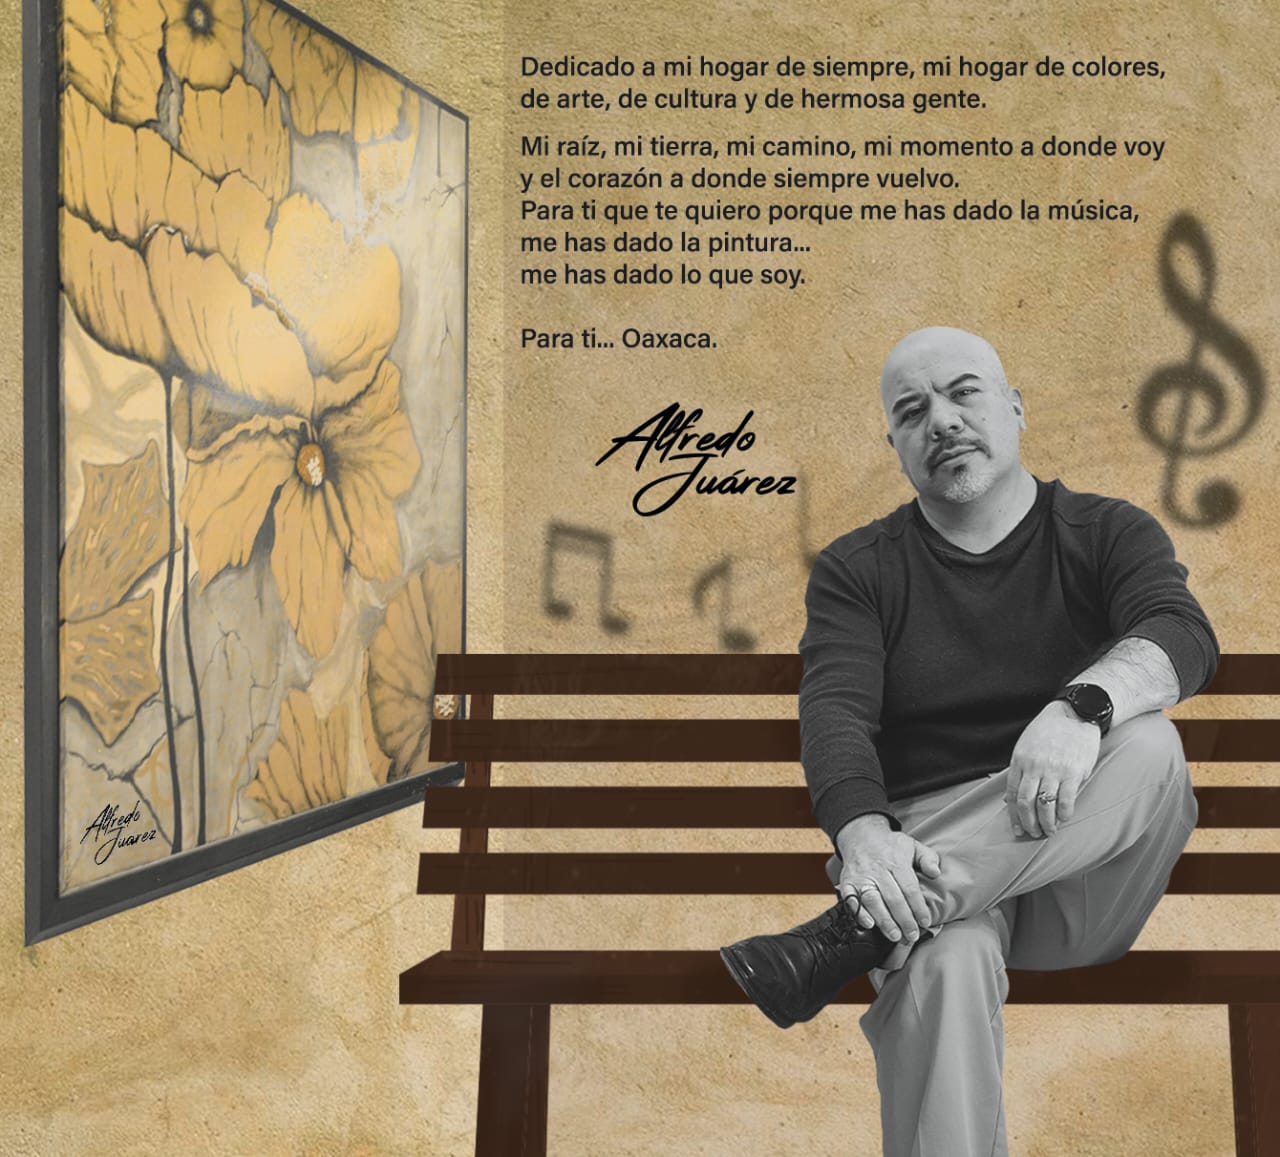 Dedicado a mi hogar de siempre, mi hogar de colores,
de arte, de cultura y de hermosa gente.
Mi raíz, mi tierra, mi camino, mi momento a donde voy
y el corazón a donde siempre vuelvo.
Para ti que te quiero porque me has dado la música,
me has dado la pintura...
me has dado lo que soy.
Para ti... Oaxaca.
Alfredo
Juárez
Alfredo
Juarez